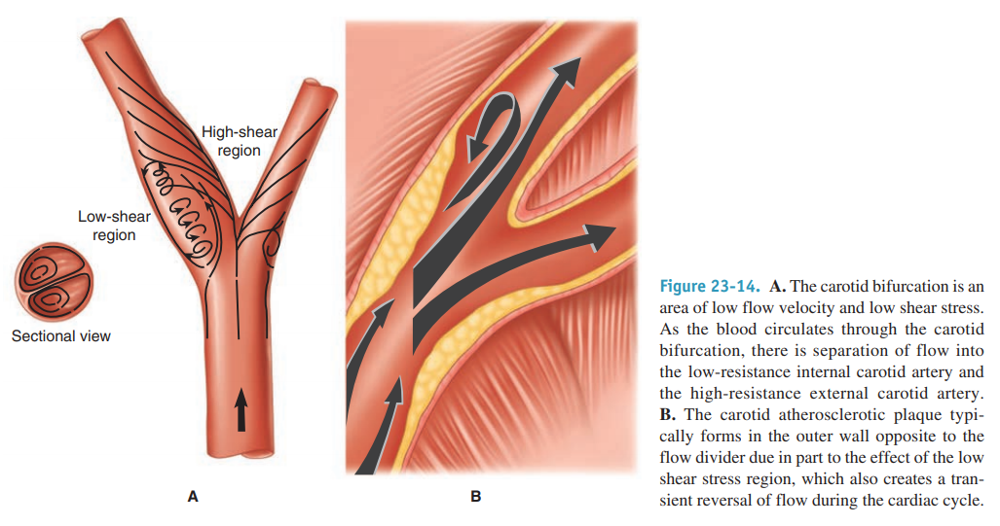 High-shear
region
Low-shear
region
Sectional view
A
B
Figure 23-14. A. The carotid bifurcation is an
area of low flow velocity and low shear stress.
As the blood circulates through the carotid
bifurcation, there is separation of flow into
the low-resistance internal carotid artery and
the high-resistance external carotid artery.
B. The carotid atherosclerotic plaque typi-
cally forms in the outer wall opposite to the
flow divider due in part to the effect of the low
shear stress region, which also creates a tran-
sient reversal of flow during the cardiac cycle.